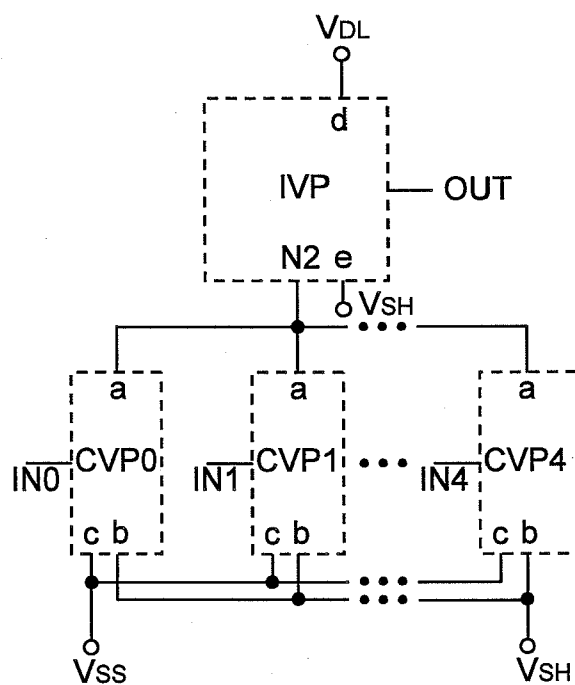 VDL
d
IVP
OUT
N2 e
VSH
a a a
IN0 CVP0 IN1 CVP1 IN4 CVP4
c b c b c b
VSS VSH